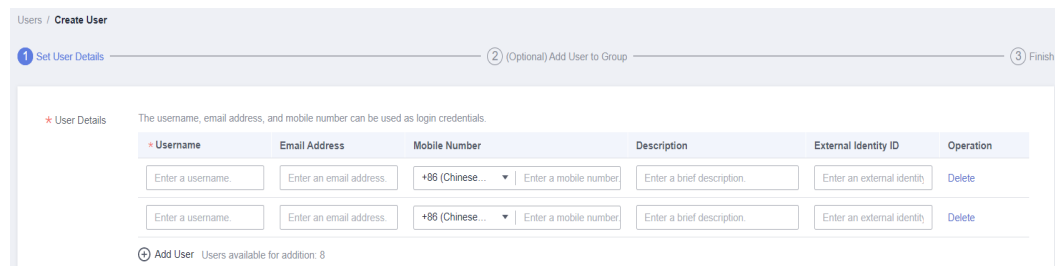 Users / Create User
1 Set User Details 2 (Optional) Add User to Group 3 Finish
* User Details The username, email address, and mobile number can be used as login credentials.
* Username Email Address Mobile Number Description External Identity ID Operation
Enter a username. Enter an email address. +86 (Chinese... Enter a mobile number. Enter a brief description. Enter an external identity Delete
Enter a username. Enter an email address. +86 (Chinese... Enter a mobile number. Enter a brief description. Enter an external identity Delete
Add User Users available for addition: 8